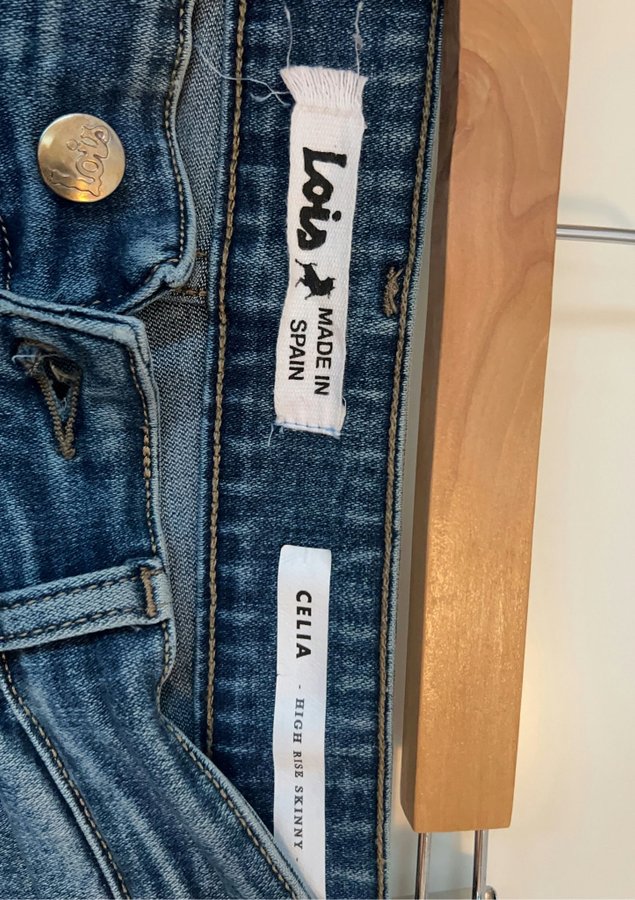 Lois
Lois
MADE IN
SPAIN
CELIA
- HIGH RISE SKINNY -